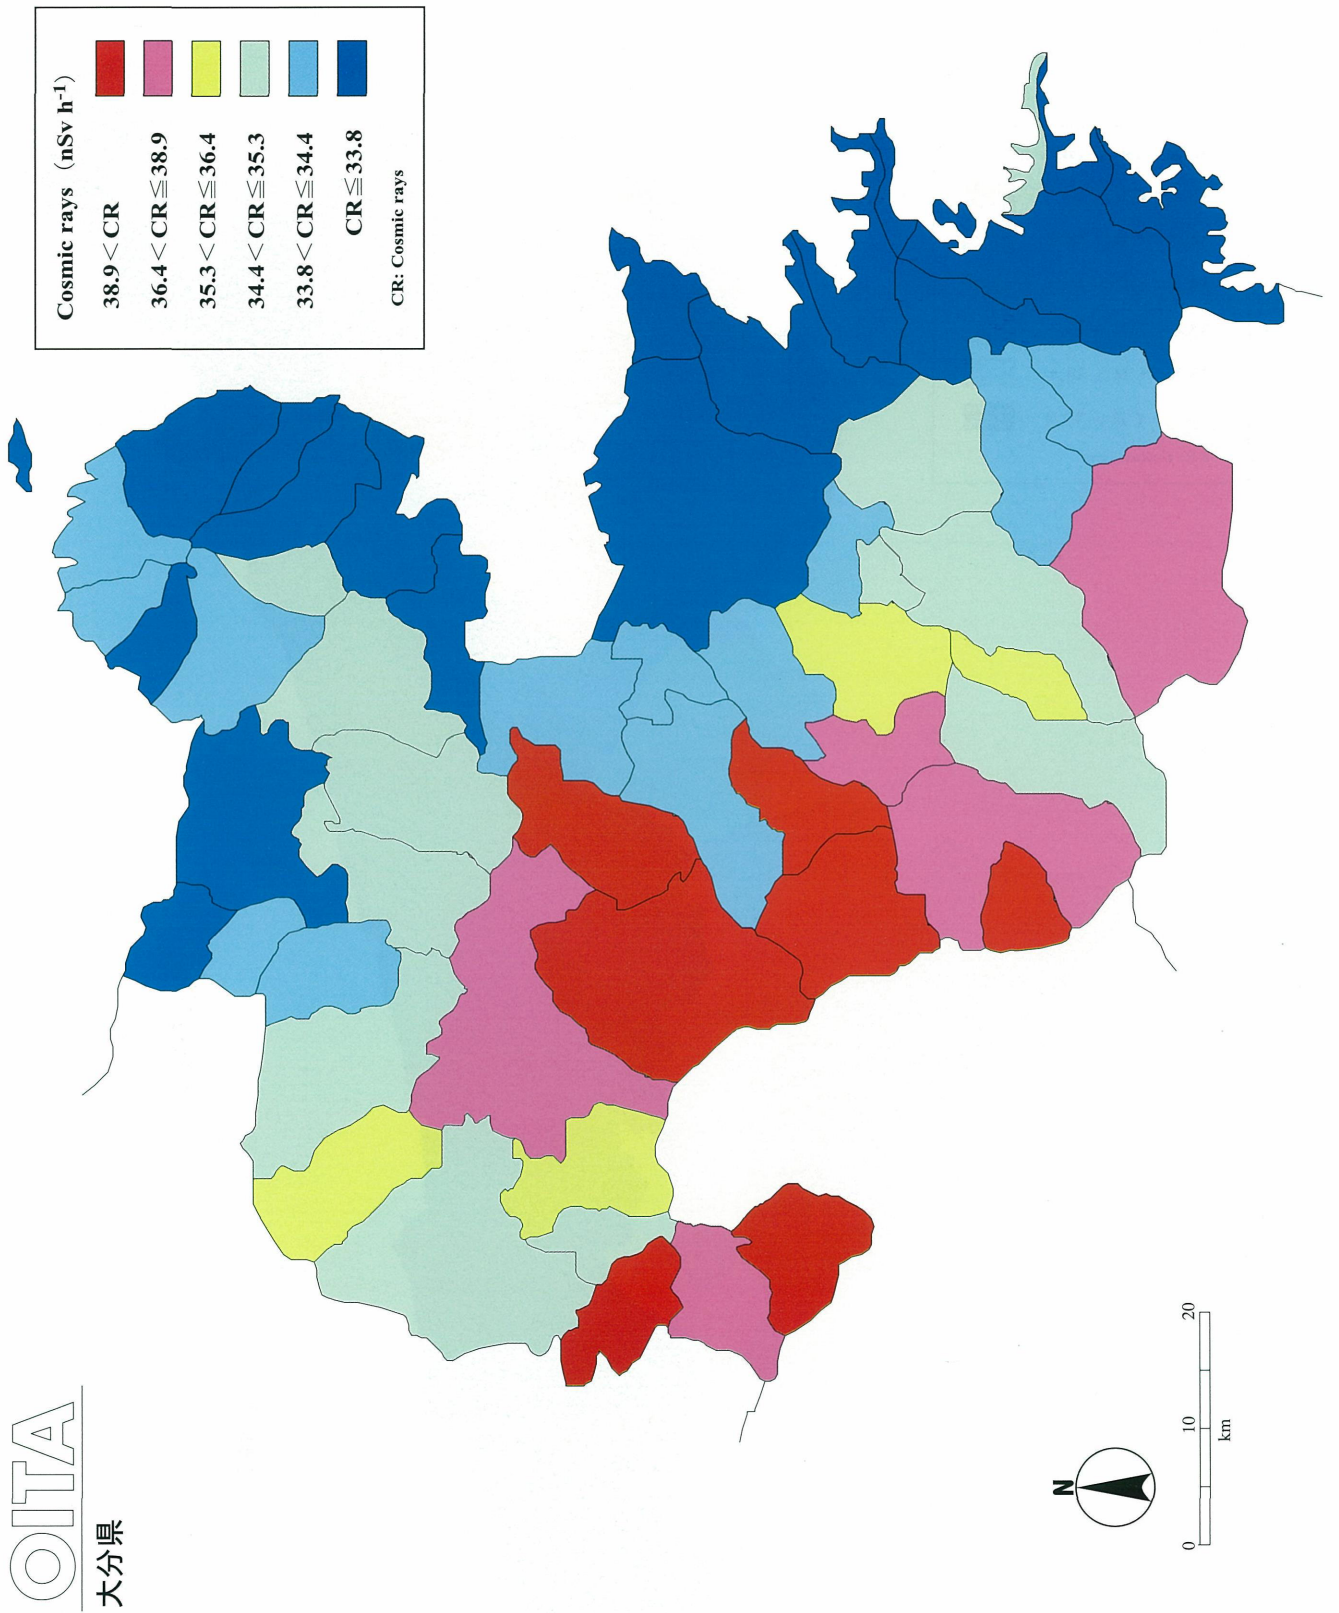 OITA
大分県
Cosmic rays (nSv h-1)
38.9<CR
36.4<CR≦38.9
35.3<CR≦36.4
34.4<CR≦35.3
33.8<CR≦34.4
CR≦33.8
CR: Cosmic rays
N
0 10 20
km